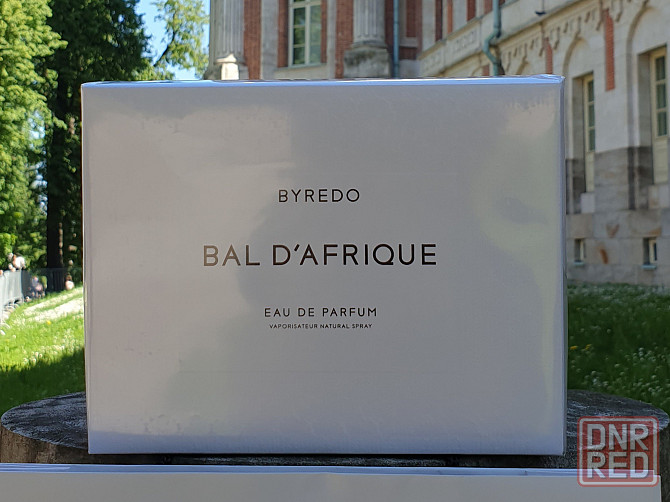 BYREDO
BAL D'AFRIQUE
EAU DE PARFUM
VAPORISATEUR NATURAL SPRAY
DNR
RED